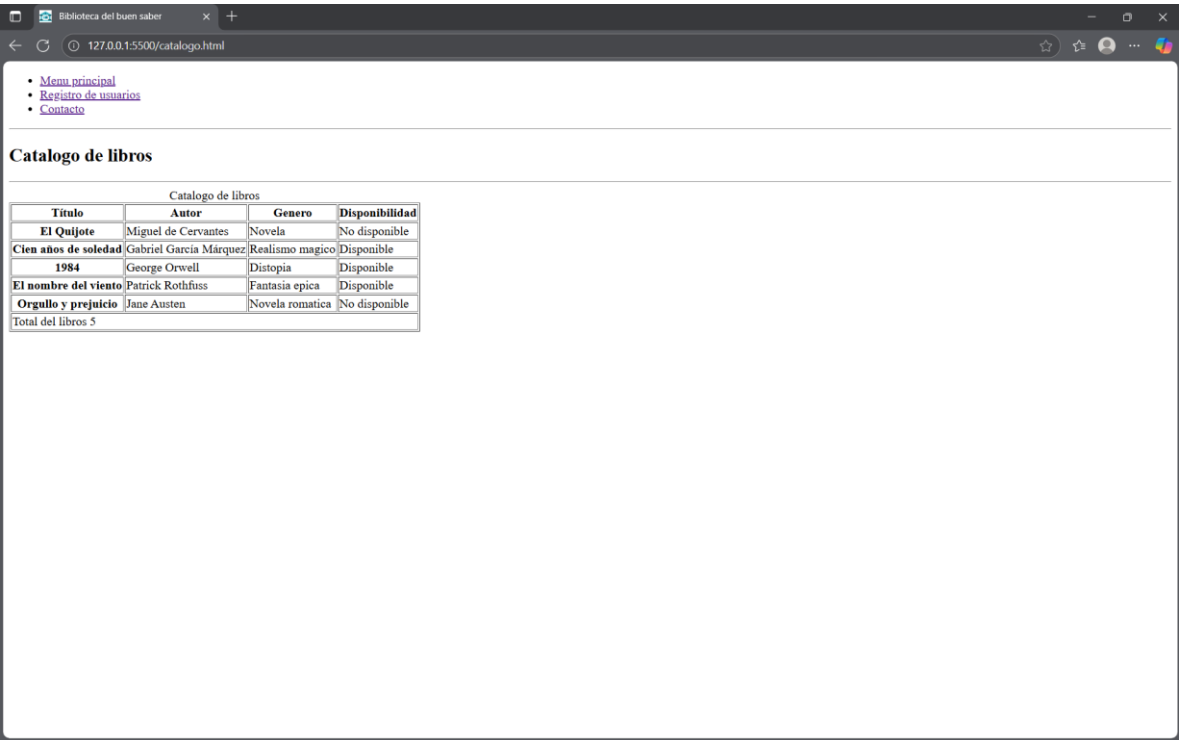 Biblioteca del buen saber
127.0.0.1:5500/catalogo.html
Menu principal
Registro de usuarios
Contacto
Catalogo de libros
Catalogo de libros
Título Autor Genero Disponibilidad
El Quijote Miguel de Cervantes Novela No disponible
Cien años de soledad Gabriel García Márquez Realismo magico Disponible
1984 George Orwell Distopia Disponible
El nombre del viento Patrick Rothfuss Fantasia epica Disponible
Orgullo y prejuicio Jane Austen Novela romatica No disponible
Total del libros 5